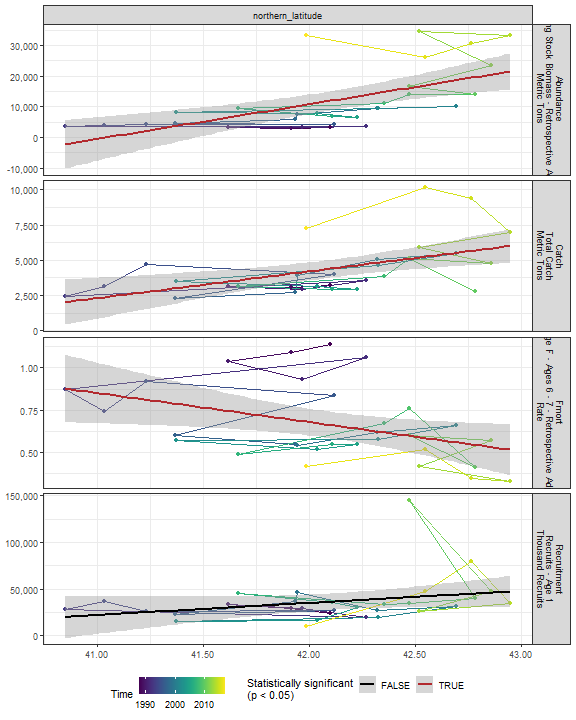 northern_latitude
30,000
20,000
10,000
0
-10,000
Abundance
ng Stock Biomass - Retrospective A
Metric Tons
10,000
7,500
5,000
2,500
0
Catch
Total Catch
Metric Tons
1.00
0.75
0.50
Fmort
ge F - Ages 6 - 7 - Retrospective Ad
Rate
150,000
100,000
50,000
0
Recruitment
Recruits - Age 1
Thousand Recruits
41.00 41.50 42.00 42.50 43.00
Time
1990 2000 2010
Statistically significant
(p < 0.05)
FALSE TRUE